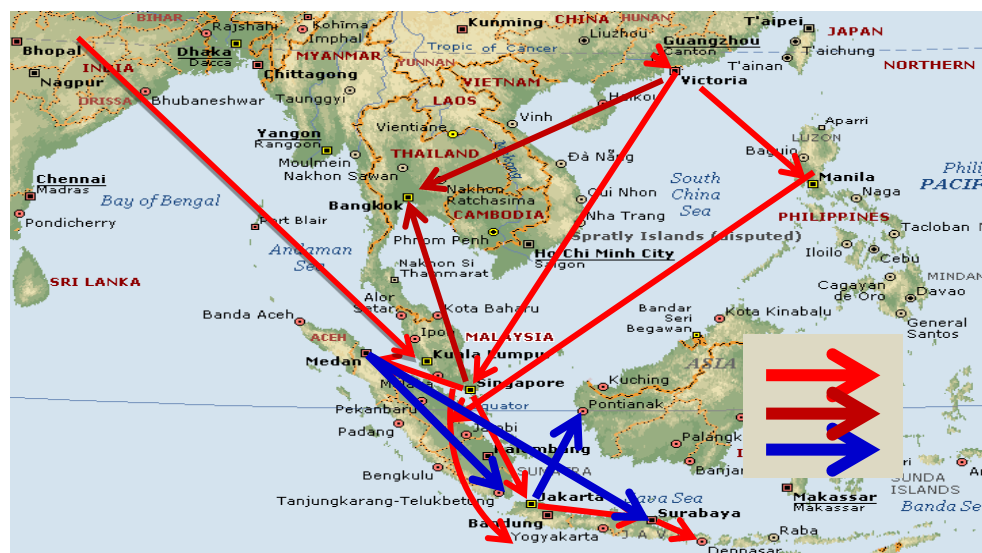 BIHAR
Rajshahi
Kohīma
Imphal
Kunming
CHINA
HUNAN
Liuzhou
Guangzhou
Canton
T'aipei
JAPAN
T'aichung
Bhopal
Dhaka
Dacca
MYANMAR
YUNNAN
Tropic of Cancer
T'ainan
NORTHERN
INDIA
Nagpur
Chittagong
VIETNAM
Victoria
ORISSA
Bhubaneshwar
Taunggyi
LAOS
Haikou
Aparri
Yangon
Rangoon
Vientiane
Vinh
LUZON
Moulmein
THAILAND
Mekong
Đà Nẵng
Baguio
Nakhon Sawan
Chennai
Madras
Nakhon
Ratchasima
Qui Nhon
South
China
Sea
Manila
Phili
PACIF
Bay of Bengal
Bangkok
Naga
Pondicherry
Port Blair
CAMBODIA
Nha Trang
PHILIPPINES
Andaman
Sea
Phnom Penh
Spratly Islands (disputed)
Tacloban
Ho Chi Minh City
Saigon
Iloilo
Cebu
Nakhon Si
Thammarat
MINDAN
SRI LANKA
Cagayan
de Oro
Davao
Alor
Setar
Banda Aceh
Kota Baharu
Bandar
Seri
Begawan
Kota Kinabalu
General
Santos
ACEH
Ipoh
MALAYSIA
Medan
Kuala Lumpur
ASIA
Singapore
Kuching
Pekanbaru
Equator
Pontianak
Padang
Jambi
Palangk
Bengkulu
Palembang
SUMATRA
Banjar
SUNDA
ISLANDS
Tanjungkarang-Telukbetong
Jakarta
Java Sea
Makassar
Makassar
Banda Se
Bandung
Surabaya
Yogyakarta
JAVA
Raba
Denpasar